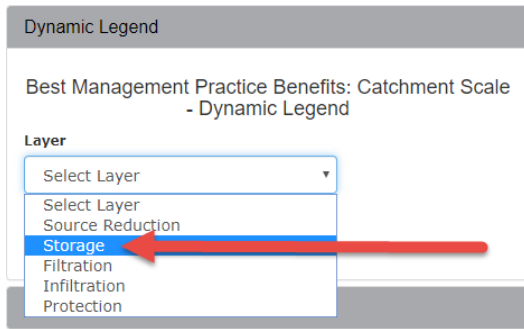 Dynamic Legend
Best Management Practice Benefits: Catchment Scale
- Dynamic Legend
Layer
Select Layer
Select Layer
Source Reduction
Storage
Filtration
Infiltration
Protection